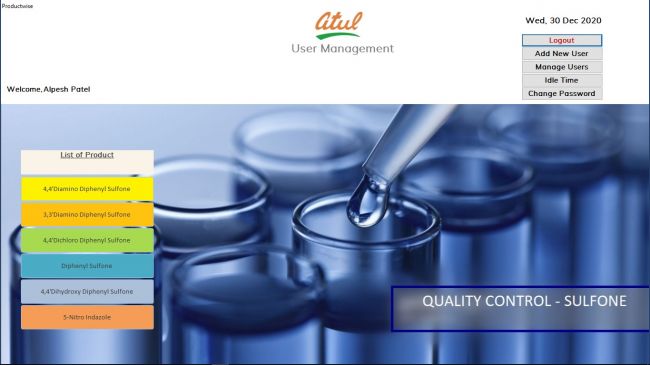 Productwise
atul
User Management
Wed, 30 Dec 2020
Logout
Add New User
Manage Users
Idle Time
Change Password
Welcome, Alpesh Patel
List of Product
4,4'Diamino Diphenyl Sulfone
3,3'Diamino Diphenyl Sulfone
4,4'Dichloro Diphenyl Sulfone
Diphenyl Sulfone
4,4'Dihydroxy Diphenyl Sulfone
5-Nitro Indazole
QUALITY CONTROL - SULFONE